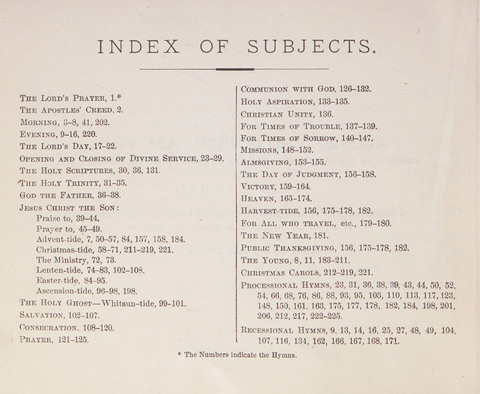 INDEX OF SUBJECTS.
THE LORD'S PRAYER, 1.*
THE APOSTLES' CREED, 2.
MORNING, 3-8, 41, 202.
EVENING, 9-16, 220.
THE LORD'S DAY, 17-22.
OPENING AND CLOSING OF DIVINE SERVICE, 23-29.
THE HOLY SCRIPTURES, 30, 36, 131.
THE HOLY TRINITY, 31-35.
GOD THE FATHER, 36-38.
JESUS CHRIST THE SON:
Praise to, 39-44.
Prayer to, 45-49.
Advent-tide, 7, 50-57, 84, 157, 158, 184.
Christmas-tide, 58-71, 211-219, 221.
The Ministry, 72, 73.
Lenten-tide, 74-83, 102-108.
Easter-tide, 84-95.
Ascension-tide, 96-98, 198.
THE HOLY GHOST—Whitsun-tide, 99-101.
SALVATION, 102-107.
CONSECRATION, 108-120.
PRAYER, 121-125.
COMMUNION WITH GOD, 126-132.
HOLY ASPIRATION, 133-135.
CHRISTIAN UNITY, 136.
FOR TIMES OF TROUBLE, 137-139.
FOR TIMES OF SORROW, 140-147.
MISSIONS, 148-152.
ALMSGIVING, 153-155.
THE DAY OF JUDGMENT, 156-158.
VICTORY, 159-164.
HEAVEN, 165-174.
HARVEST-TIDE, 156, 175-178, 182.
FOR ALL WHO TRAVEL, etc., 179-180.
THE NEW YEAR, 181.
PUBLIC THANKSGIVING, 156, 175-178, 182.
THE YOUNG, 8, 11, 183-211.
CHRISTMAS CAROLS, 212-219, 221.
PROCESSIONAL HYMNS, 23, 31, 36, 38, 39, 43, 44, 50, 52,
54, 66, 68, 76, 86, 88, 93, 95, 103, 110, 113, 117, 123,
148, 150, 161, 163, 175, 177, 178, 182, 184, 198, 201,
206, 212, 217, 222-225.
RECESSIONAL HYMNS, 9, 13, 14, 16, 25, 27, 48, 49, 104,
107, 116, 134, 162, 166, 167, 168, 171.
* The Numbers indicate the Hymns.